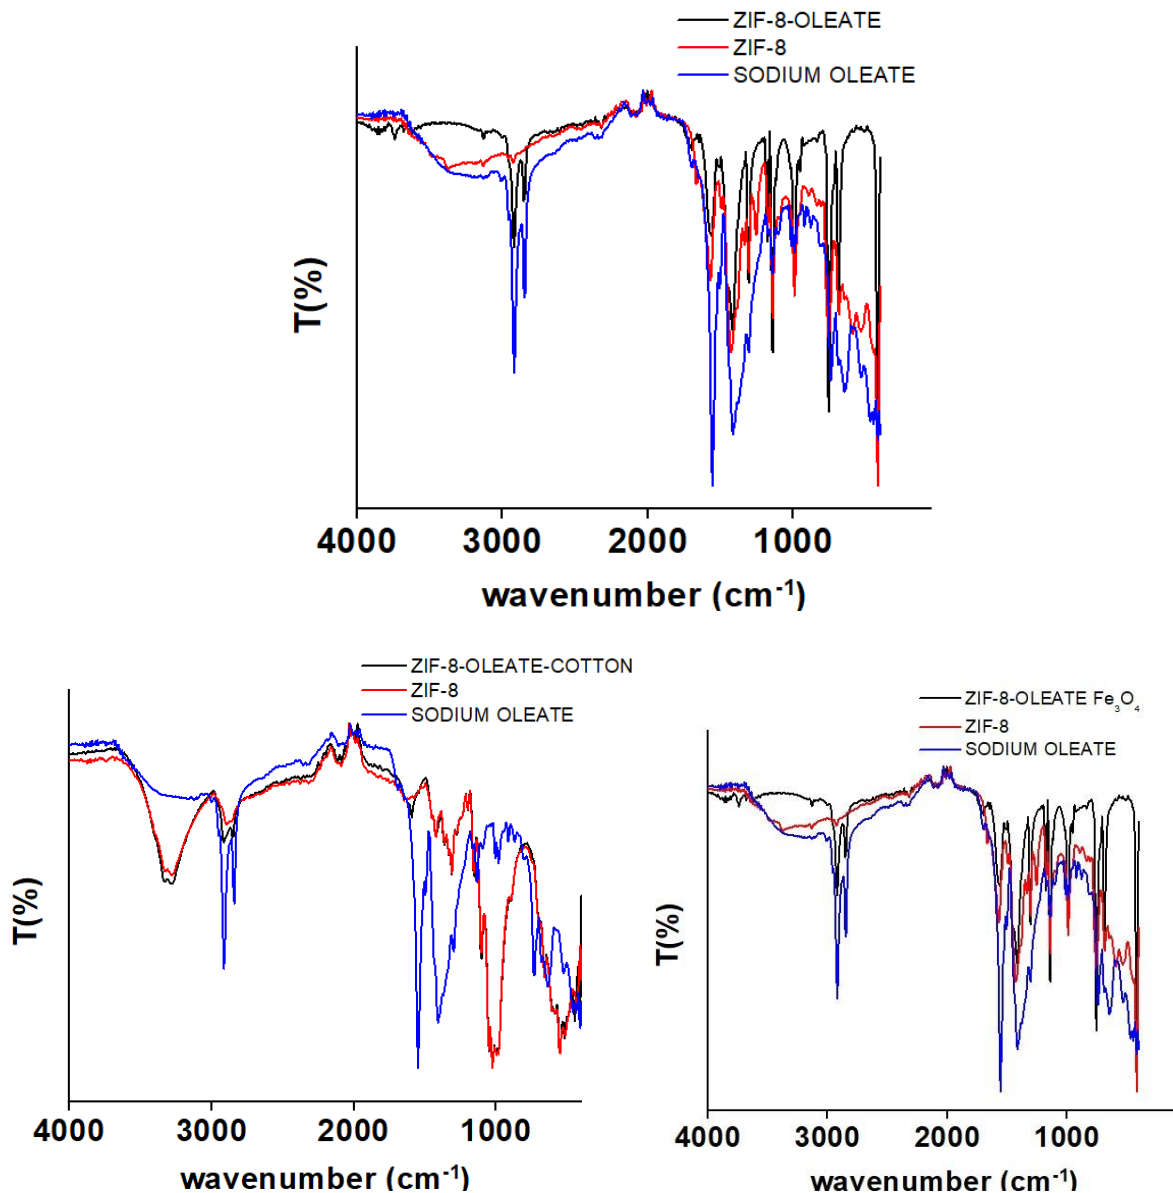 ZIF-8-OLEATE
ZIF-8
SODIUM OLEATE
T(%)
4000 3000 2000 1000
wavenumber (cm⁻¹)
ZIF-8-OLEATE-COTTON
ZIF-8
SODIUM OLEATE
T(%)
4000 3000 2000 1000
wavenumber (cm⁻¹)
ZIF-8-OLEATE Fe₃O₄
ZIF-8
SODIUM OLEATE
T(%)
4000 3000 2000 1000
wavenumber (cm⁻¹)